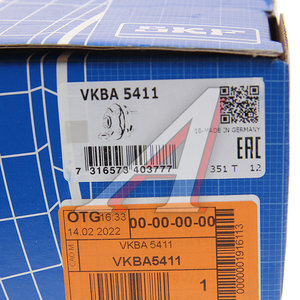 SKF
VKBA 5411
10-MADE IN GERMANY
EAC
7 316573 403777
351 T 12
OTG 16:33
14.02.2022
00-00-00-00
VKBA 5411
VKBA5411
1